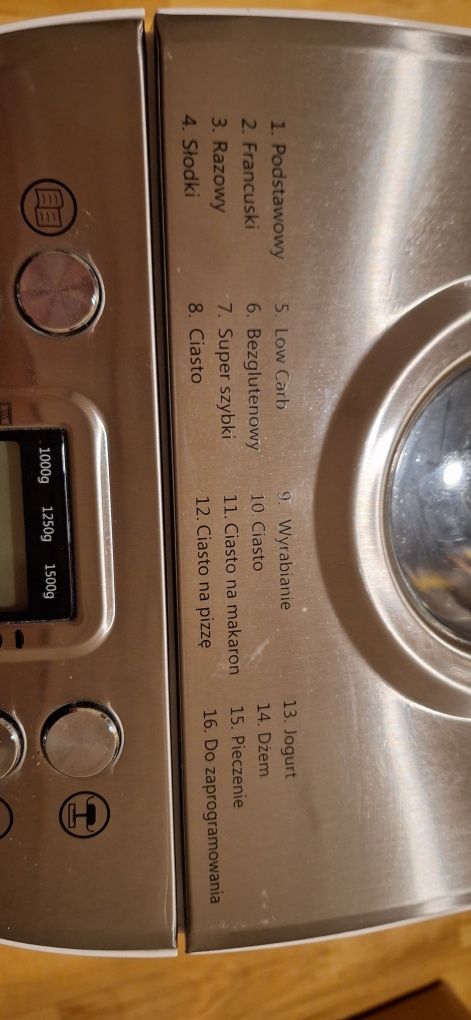 1. Podstawowy
2. Francuski
3. Razowy
4. Słodki
5. Low Carb
6. Bezglutenowy
7. Super szybki
8. Ciasto
9. Wyrabianie
10. Ciasto
11. Ciasto na makaron
12. Ciasto na pizzę
13. Jogurt
14. Dżem
15. Pieczenie
16. Do zaprogramowania
1000g 1250g 1500g